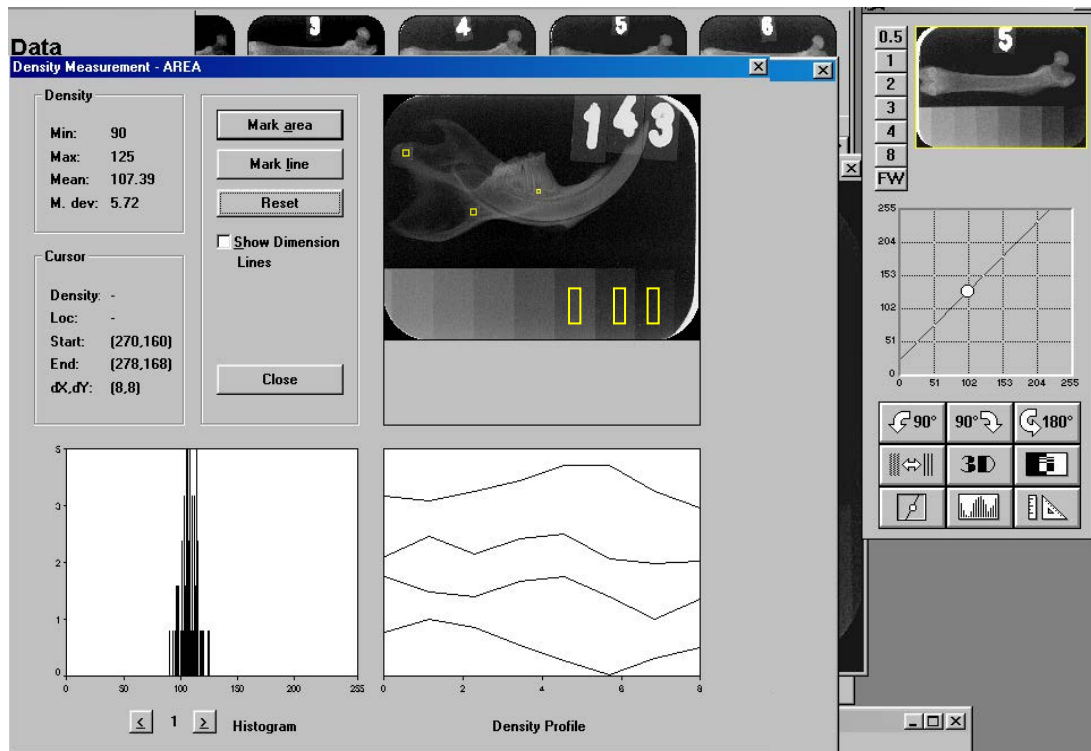 3 4 5 6
Data
Density Measurement - AREA
Density
Min: 90
Max: 125
Mean: 107.39
M. dev: 5.72
Cursor
Density: -
Loc: -
Start: (270,160)
End: (278,168)
dX,dY: (8,8)
Mark area
Mark line
Reset
Show Dimension
Lines
Close
143
5
3
2
1
0
0 50 100 150 200 255
< 1 > Histogram
0 2 4 6 8
Density Profile
0.5
1
2
3
4
8
FW
5
255
204
153
102
51
0
0 51 102 153 204 255
90° 90° 180°
3D